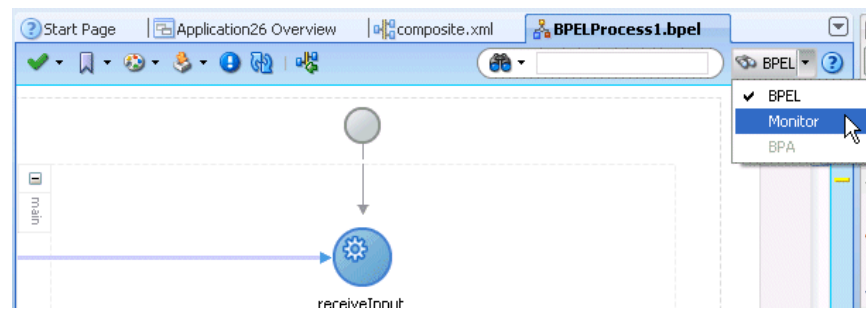 Start Page Application26 Overview composite.xml BPELProcess1.bpel
BPEL
BPEL
Monitor
BPA
main
receiveInput